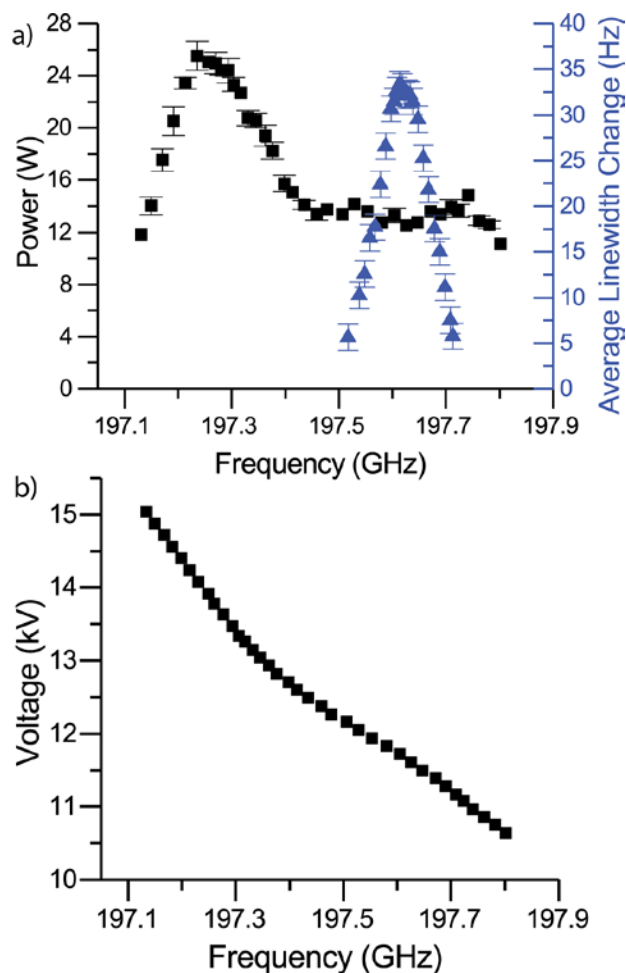 a)
28
24
20
16
12
8
4
0
Power (W)
40
35
30
25
20
15
10
5
0
Average Linewidth Change (Hz)
197.1 197.3 197.5 197.7 197.9
Frequency (GHz)
b)
15
14
13
12
11
10
Voltage (kV)
197.1 197.3 197.5 197.7 197.9
Frequency (GHz)